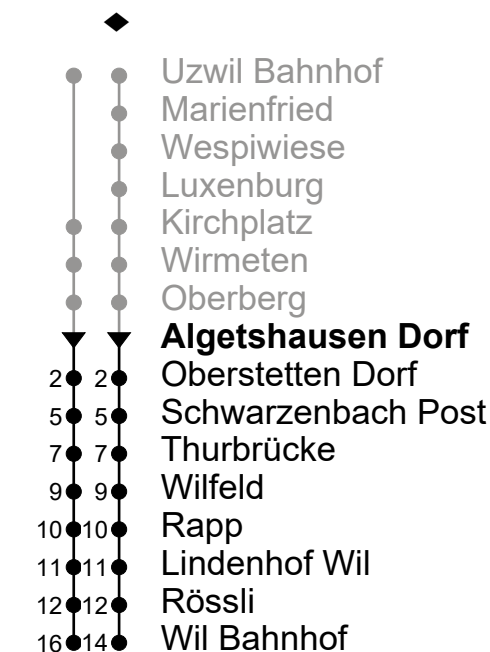 Uzwil Bahnhof
Marienfried
Wespiwiese
Luxenburg
Kirchplatz
Wirmeten
Oberberg
Algetshausen Dorf
2 2 Oberstetten Dorf
5 5 Schwarzenbach Post
7 7 Thurbrücke
9 9 Wilfeld
10 10 Rapp
11 11 Lindenhof Wil
12 12 Rössli
16 14 Wil Bahnhof